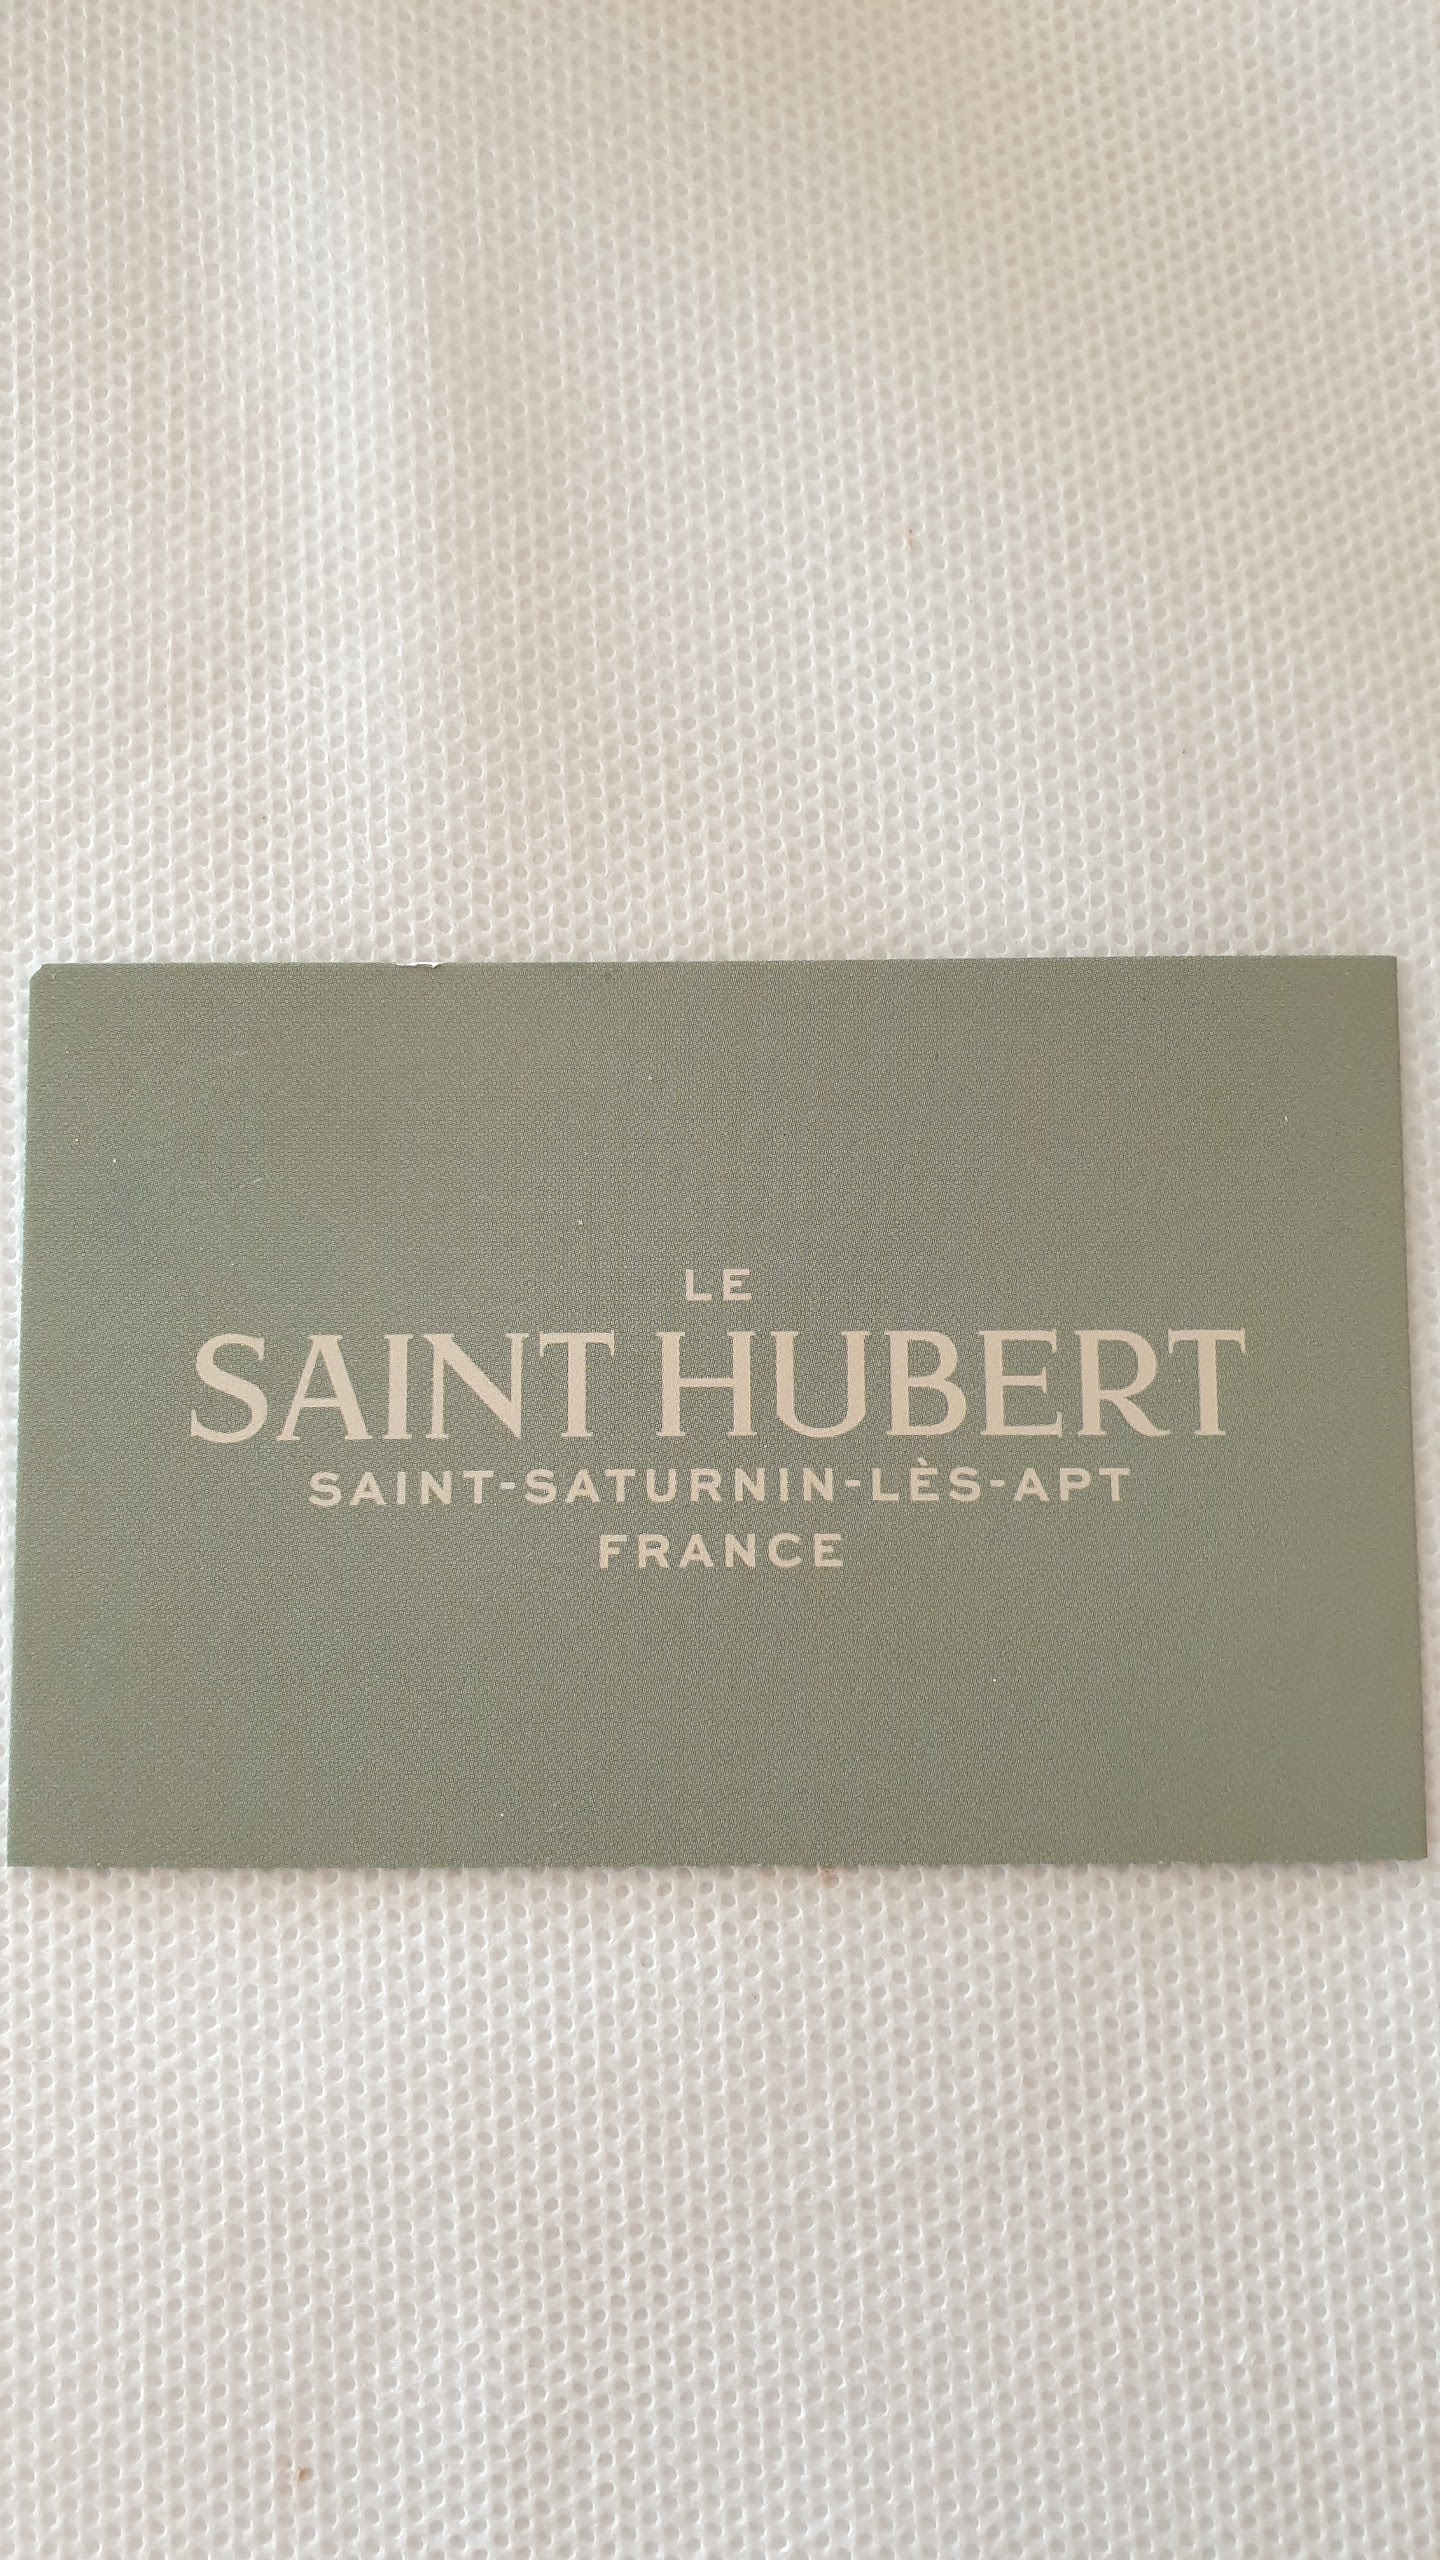 LE
SAINT HUBERT
SAINT-SATURNIN-LÈS-APT
FRANCE